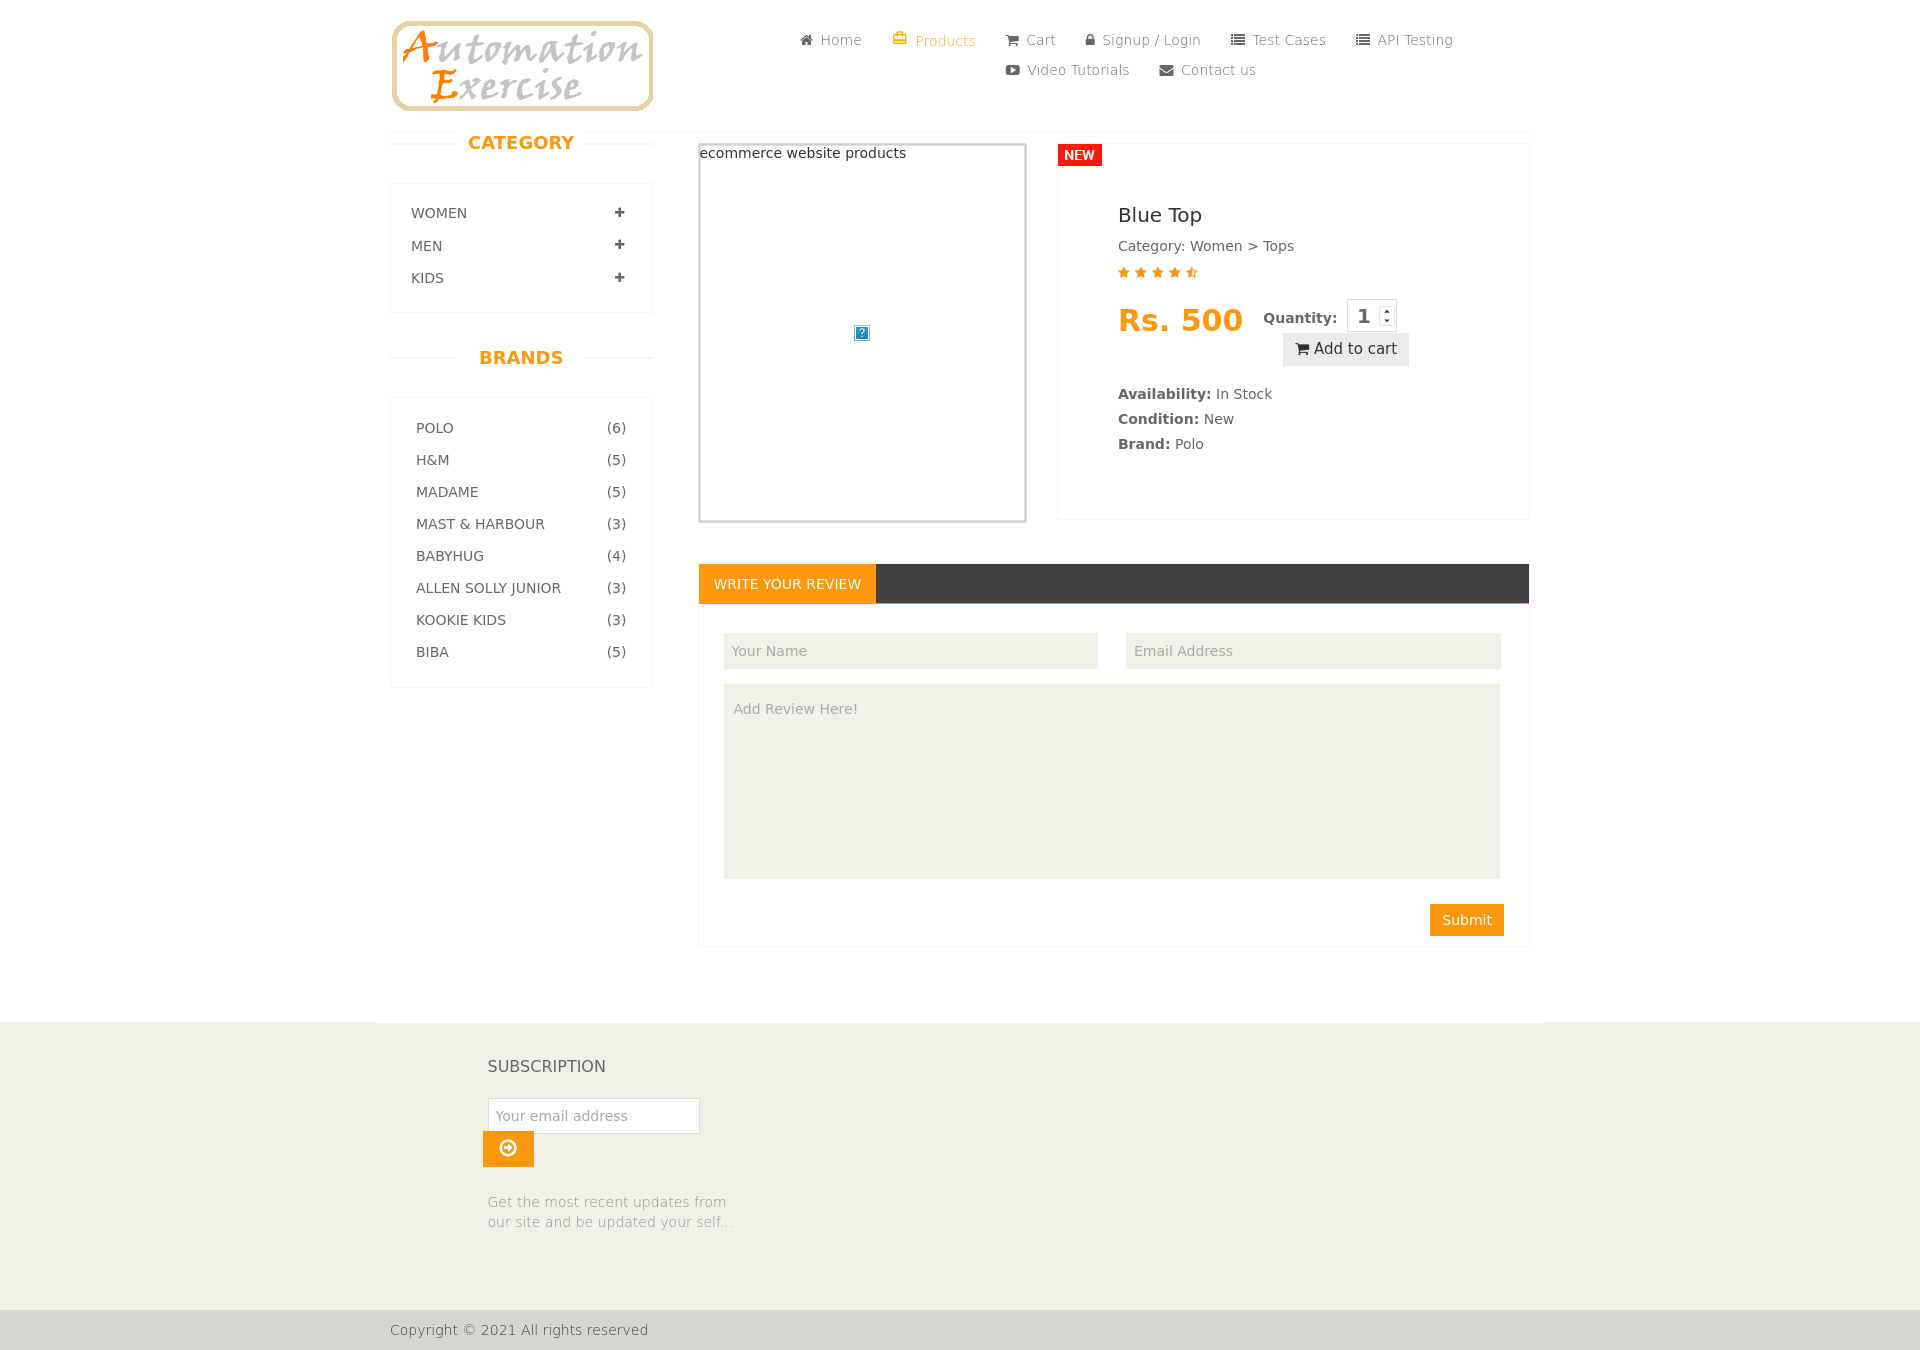 Automation
Exercise
Home
Products
Cart
Signup / Login
Test Cases
API Testing
Video Tutorials
Contact us
CATEGORY
WOMEN
MEN
KIDS
BRANDS
POLO (6)
H&M (5)
MADAME (5)
MAST & HARBOUR (3)
BABYHUG (4)
ALLEN SOLLY JUNIOR (3)
KOOKIE KIDS (3)
BIBA (5)
ecommerce website products
NEW
Blue Top
Category: Women > Tops
Rs. 500 Quantity: 1
Add to cart
Availability: In Stock
Condition: New
Brand: Polo
WRITE YOUR REVIEW
Your Name
Email Address
Add Review Here!
Submit
SUBSCRIPTION
Your email address
Get the most recent updates from
our site and be updated your self...
Copyright © 2021 All rights reserved